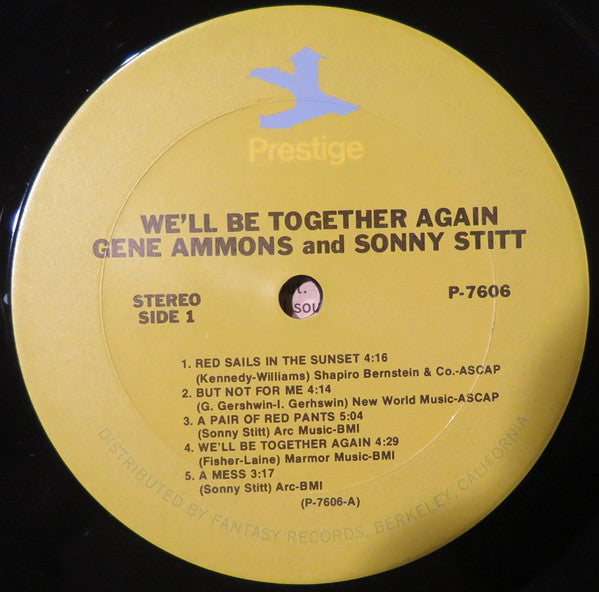 Prestige
WE'LL BE TOGETHER AGAIN
GENE AMMONS and SONNY STITT
STEREO
SIDE 1
P-7606
SOU
1. RED SAILS IN THE SUNSET 4:16
(Kennedy-Williams) Shapiro Bernstein & Co.-ASCAP
2. BUT NOT FOR ME 4:14
(G. Gershwin-I. Gerhswin) New World Music-ASCAP
3. A PAIR OF RED PANTS 5:04
(Sonny Stitt) Arc Music-BMI
4. WE'LL BE TOGETHER AGAIN 4:29
(Fisher-Laine) Marmor Music-BMI
5. A MESS 3:17
(Sonny Stitt) Arc-BMI
(P-7606-A)
DISTRIBUTED BY FANTASY RECORDS, BERKELEY, CALIFORNIA